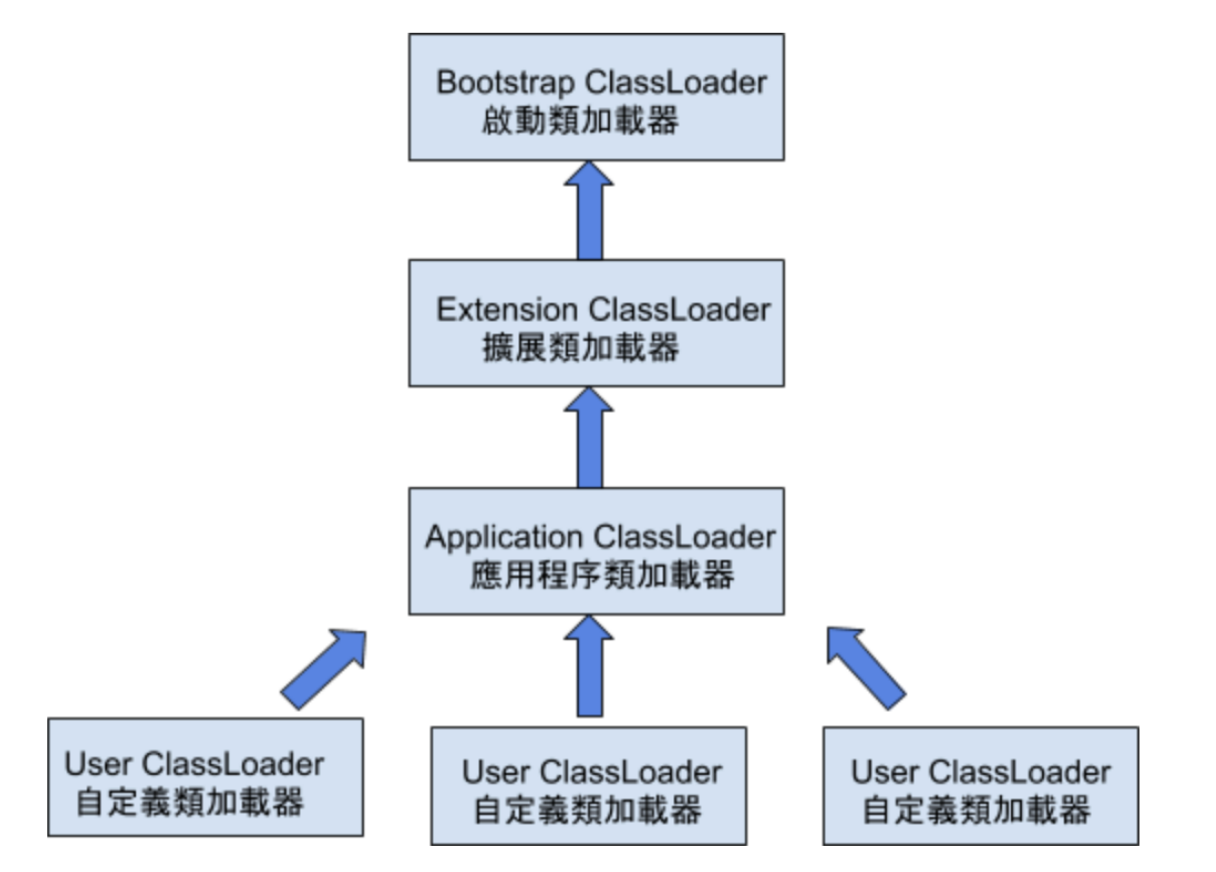 Bootstrap ClassLoader
啟動類加載器
Extension ClassLoader
擴展類加載器
Application ClassLoader
應用程序類加載器
User ClassLoader
自定義類加載器
User ClassLoader
自定義類加載器
User ClassLoader
自定義類加載器